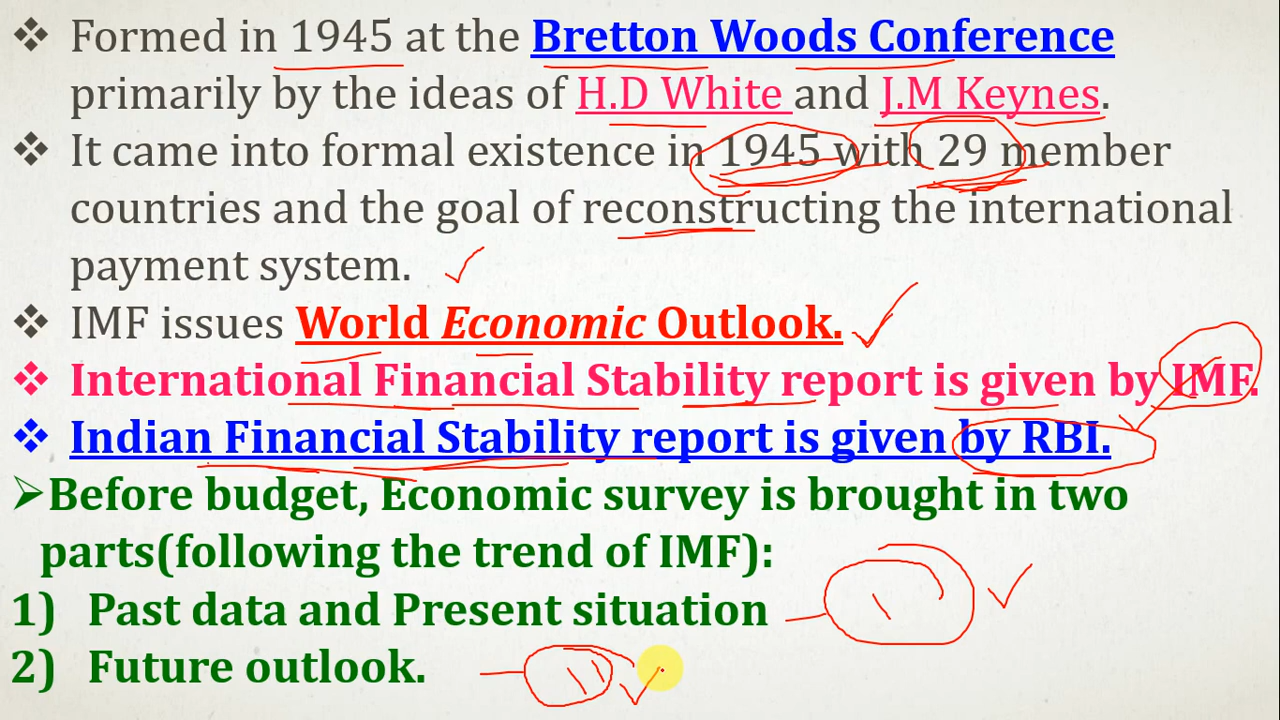 ❖ Formed in 1945 at the Bretton Woods Conference
primarily by the ideas of H.D White and J.M Keynes.
❖ It came into formal existence in 1945 with 29 member
countries and the goal of reconstructing the international
payment system.
❖ IMF issues World Economic Outlook.
❖ International Financial Stability report is given by IMF.
❖ Indian Financial Stability report is given by RBI.
➢Before budget, Economic survey is brought in two
parts(following the trend of IMF):
1) Past data and Present situation
2) Future outlook.